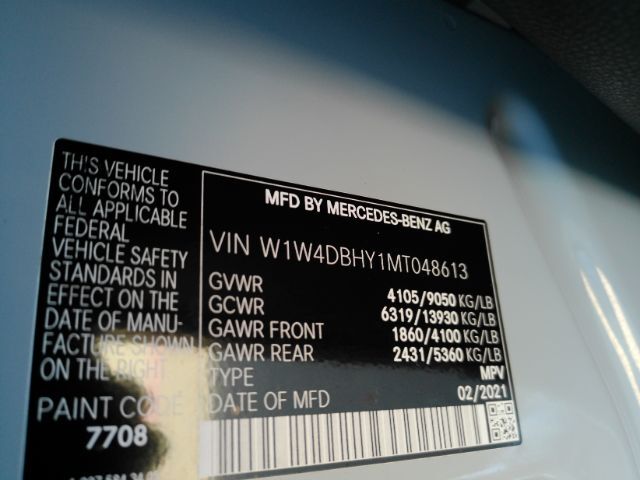 THIS VEHICLE
CONFORMS TO
ALL APPLICABLE
FEDERAL
VEHICLE SAFETY
STANDARDS IN
EFFECT ON THE
DATE OF MANU-
FACTURE SHOWN
ON THE RIGHT
PAINT CODE
7708
MFD BY MERCEDES-BENZ AG
VIN W1W4DBHY1MT048613
GVWR 4105/9050 KG/LB
GCWR 6319/13930 KG/LB
GAWR FRONT 1860/4100 KG/LB
GAWR REAR 2431/5360 KG/LB
TYPE MPV
DATE OF MFD 02/2021